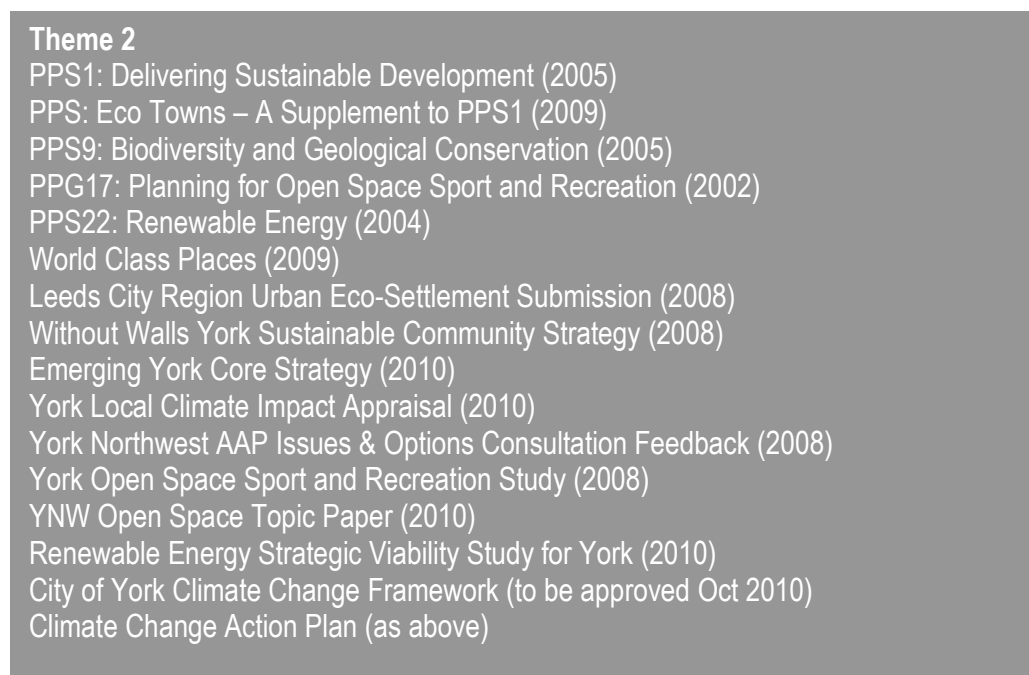 Theme 2
PPS1: Delivering Sustainable Development (2005)
PPS: Eco Towns – A Supplement to PPS1 (2009)
PPS9: Biodiversity and Geological Conservation (2005)
PPG17: Planning for Open Space Sport and Recreation (2002)
PPS22: Renewable Energy (2004)
World Class Places (2009)
Leeds City Region Urban Eco-Settlement Submission (2008)
Without Walls York Sustainable Community Strategy (2008)
Emerging York Core Strategy (2010)
York Local Climate Impact Appraisal (2010)
York Northwest AAP Issues & Options Consultation Feedback (2008)
York Open Space Sport and Recreation Study (2008)
YNW Open Space Topic Paper (2010)
Renewable Energy Strategic Viability Study for York (2010)
City of York Climate Change Framework (to be approved Oct 2010)
Climate Change Action Plan (as above)